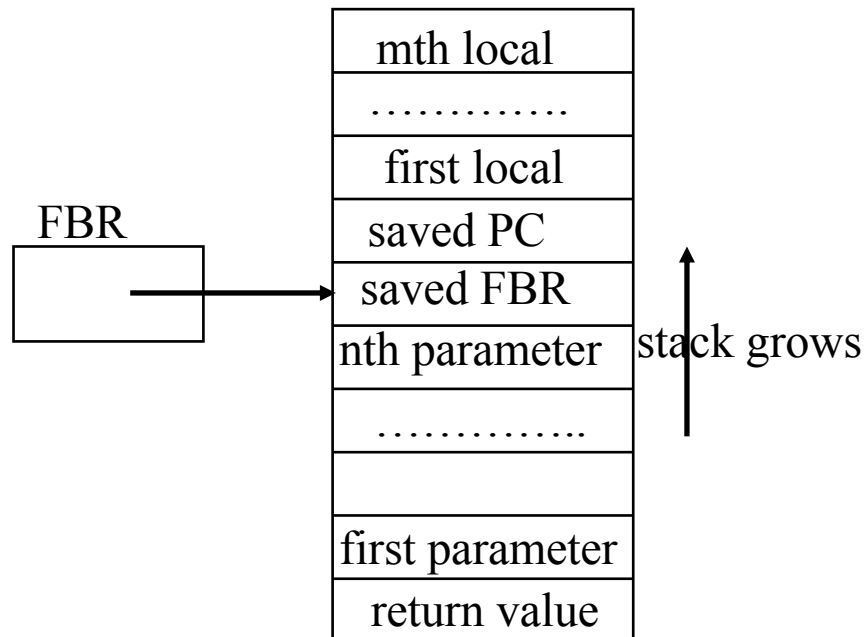 mth local
………….
first local
FBR
saved PC
saved FBR
nth parameter
stack grows
…………..
first parameter
return value